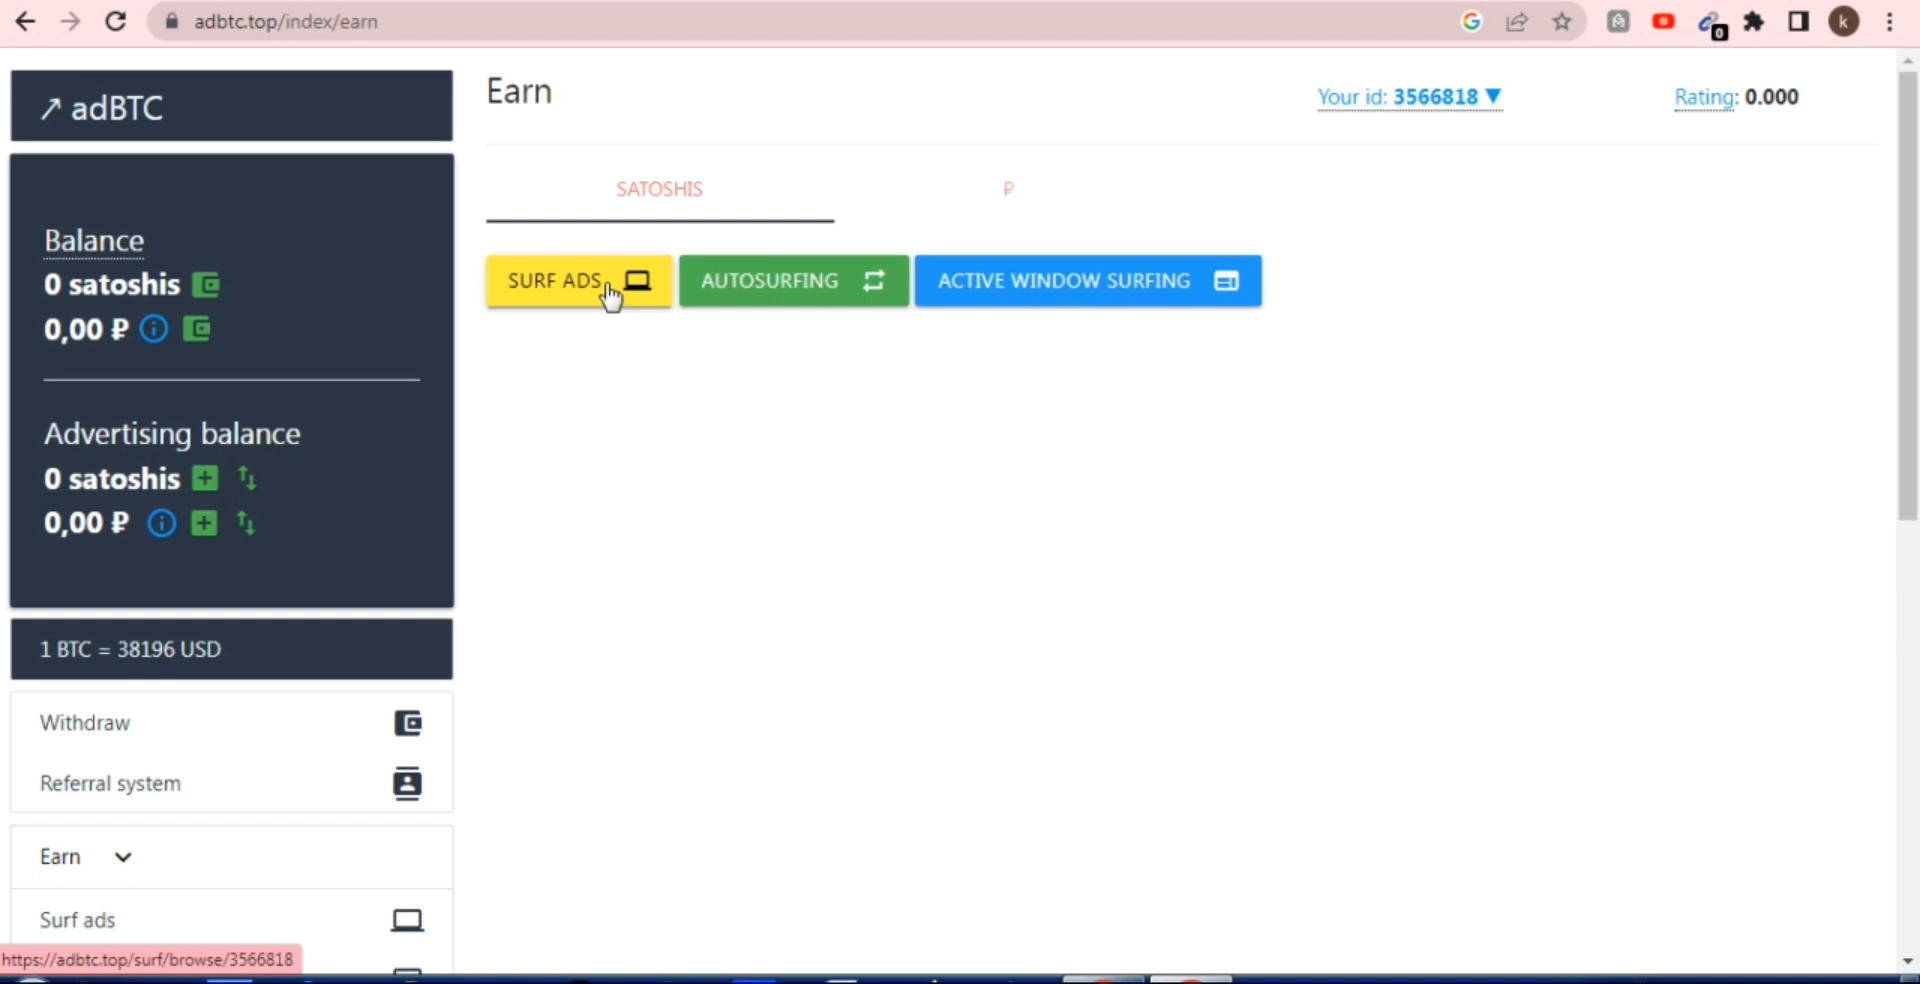 adbtc.top/index/earn
0
k
adBTC
Earn
Your id: 3566818 ▼
Rating: 0.000
SATOSHIS
₽
SURF ADS
AUTOSURFING
ACTIVE WINDOW SURFING
Balance
0 satoshis
0,00 ₽
Advertising balance
0 satoshis
0,00 ₽
1 BTC = 38196 USD
Withdraw
Referral system
Earn
Surf ads
https://adbtc.top/surf/browse/3566818